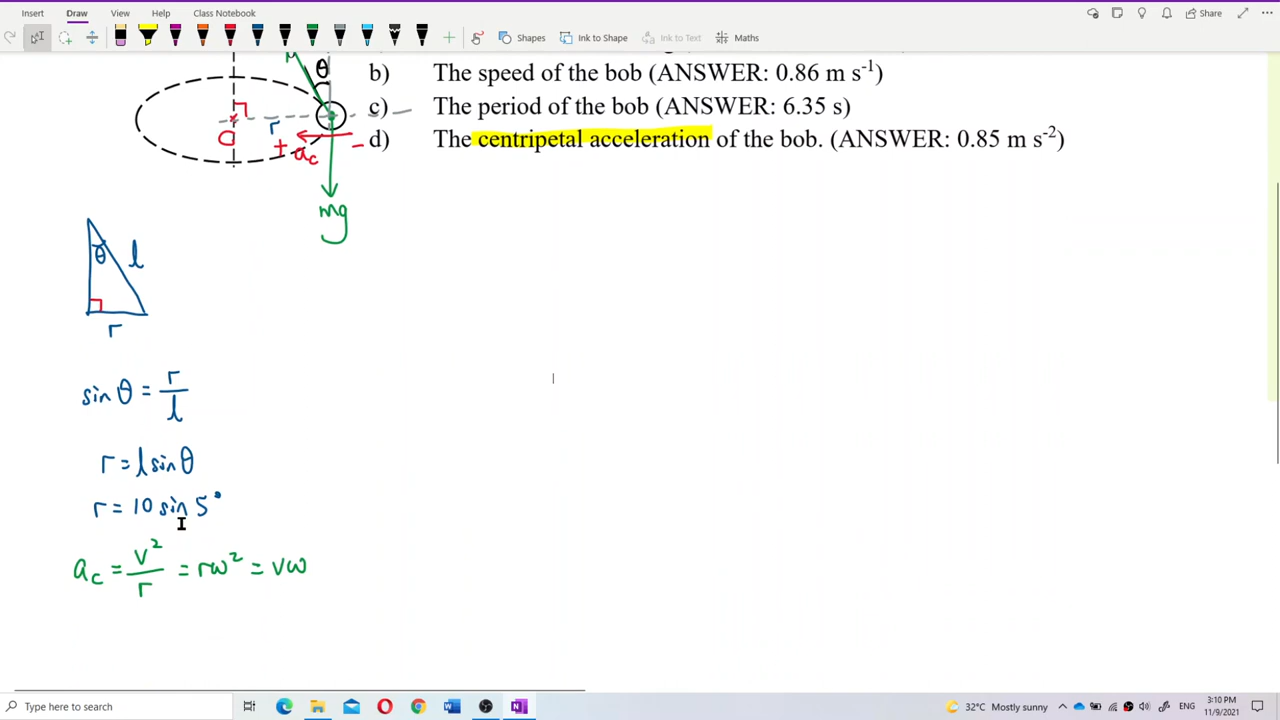 Insert Draw View Help Class Notebook Share
Shapes Ink to Shape Ink to Text Maths
θ
b) The speed of the bob (ANSWER: 0.86 m s⁻¹)
c) The period of the bob (ANSWER: 6.35 s)
d) The centripetal acceleration of the bob. (ANSWER: 0.85 m s⁻²)
r
+ a_c −
mg
θ l
r
sin θ = r/l
r = l sin θ
r = 10 sin 5°
a_c = v²/r = rω² = vω
Type here to search
32°C Mostly sunny
ENG
3:10 PM
11/9/2021